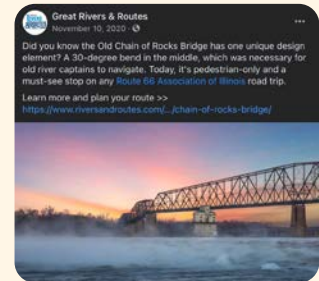 Great Rivers & Routes
November 10, 2020 ·
Did you know the Old Chain of Rocks Bridge has one unique design
element? A 30-degree bend in the middle, which was necessary for
old river captains to navigate. Today, it's pedestrian-only and a
must-see stop on any Route 66 Association of Illinois road trip.
Learn more and plan your route >>
https://www.riversandroutes.com/.../chain-of-rocks-bridge/